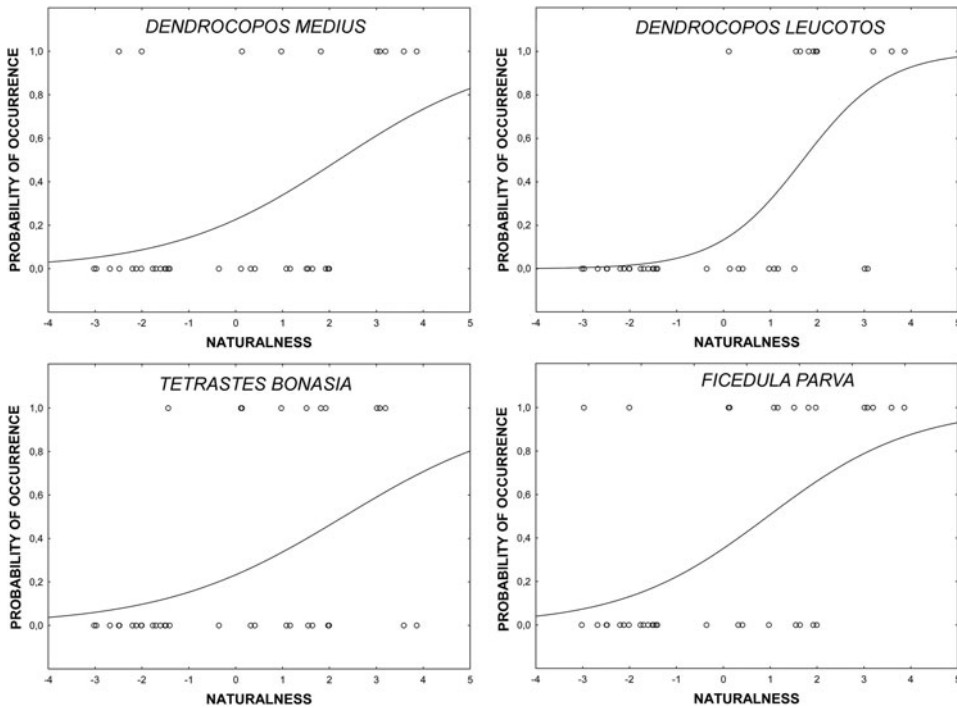 DENDROCOPOS MEDIUS
PROBABILITY OF OCCURRENCE
1,0
0,8
0,6
0,4
0,2
0,0
-4 -3 -2 -1 0 1 2 3 4 5
NATURALNESS
DENDROCOPOS LEUCOTOS
PROBABILITY OF OCCURRENCE
1,0
0,8
0,6
0,4
0,2
0,0
-4 -3 -2 -1 0 1 2 3 4 5
NATURALNESS
TETRASTES BONASIA
PROBABILITY OF OCCURRENCE
1,0
0,8
0,6
0,4
0,2
0,0
-4 -3 -2 -1 0 1 2 3 4 5
NATURALNESS
FICEDULA PARVA
PROBABILITY OF OCCURRENCE
1,0
0,8
0,6
0,4
0,2
0,0
-4 -3 -2 -1 0 1 2 3 4 5
NATURALNESS